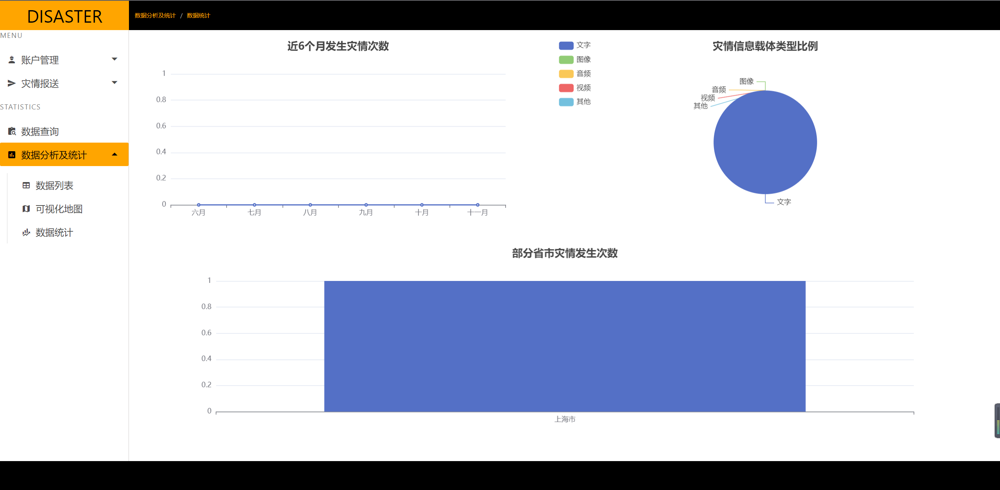 DISASTER
数据分析及统计 / 数据统计
MENU
账户管理
灾情报送
STATISTICS
数据查询
数据分析及统计
数据列表
可视化地图
数据统计
近6个月发生灾情次数
1
0.8
0.6
0.4
0.2
0
六月 七月 八月 九月 十月 十一月
文字
图像
音频
视频
其他
灾情信息载体类型比例
图像
音频
视频
其他
文字
部分省市灾情发生次数
1
0.8
0.6
0.4
0.2
0
上海市